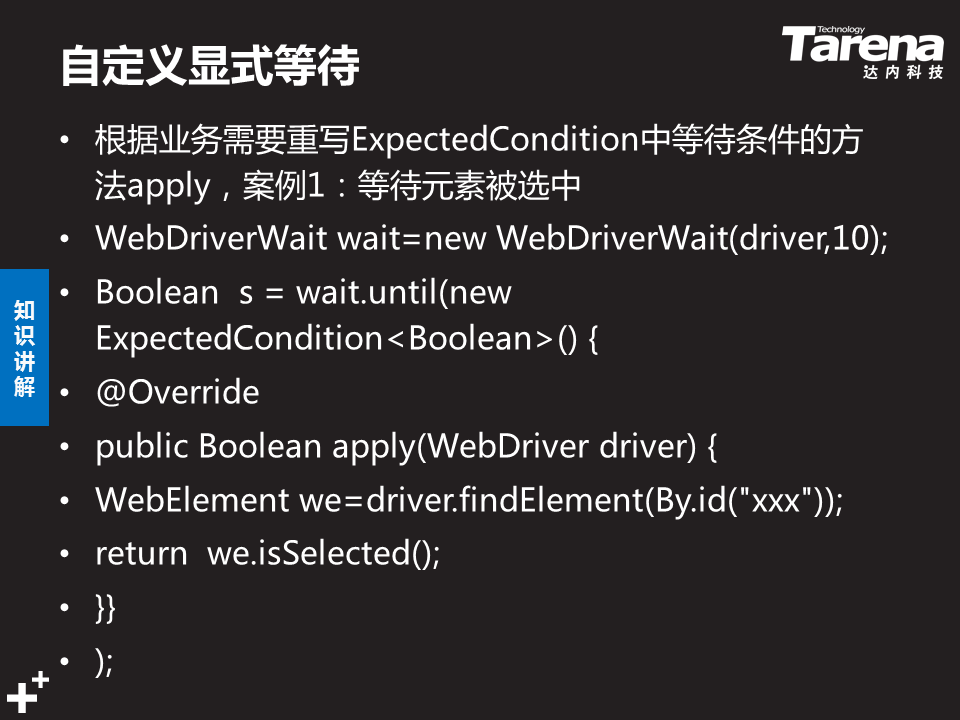 自定义显式等待
Technology
Tarena
达内科技
• 根据业务需要重写ExpectedCondition中等待条件的方
法apply，案例1：等待元素被选中
• WebDriverWait wait=new WebDriverWait(driver,10);
• Boolean  s = wait.until(new
ExpectedCondition<Boolean>() {
• @Override
• public Boolean apply(WebDriver driver) {
• WebElement we=driver.findElement(By.id("xxx"));
• return  we.isSelected();
• }}
• );
知
识
讲
解